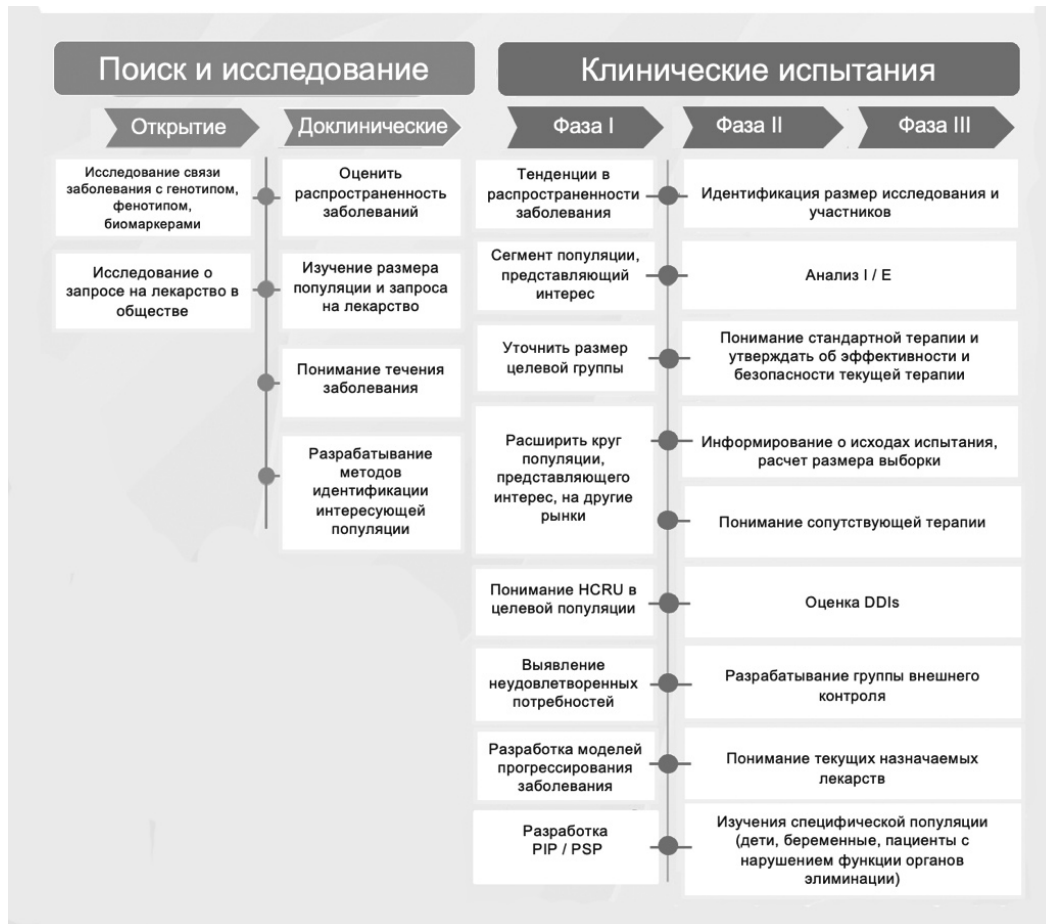 Поиск и исследование
Клинические испытания
Открытие
Доклинические
Фаза I
Фаза II
Фаза III
Исследование связи
заболевания с генотипом,
фенотипом,
биомаркерами
Исследование о
запросе на лекарство в
обществе
Оценить
распространенность
заболеваний
Изучение размера
популяции и запроса
на лекарство
Понимание течения
заболевания
Разрабатывание
методов
идентификации
интересующей
популяции
Тенденции в
распространенности
заболевания
Сегмент популяции,
представляющий
интерес
Уточнить размер
целевой группы
Расширить круг
популяции,
представляющего
интерес, на другие
рынки
Понимание HCRU в
целевой популяции
Выявление
неудовлетворенных
потребностей
Разработка моделей
прогрессирования
заболевания
Разработка
PIP / PSP
Идентификация размер исследования и
участников
Анализ I / E
Понимание стандартной терапии и
утверждать об эффективности и
безопасности текущей терапии
Информирование о исходах испытания,
расчет размера выборки
Понимание сопутствующей терапии
Оценка DDIs
Разрабатывание группы внешнего
контроля
Понимание текущих назначаемых
лекарств
Изучения специфической популяции
(дети, беременные, пациенты с
нарушением функции органов
элиминации)